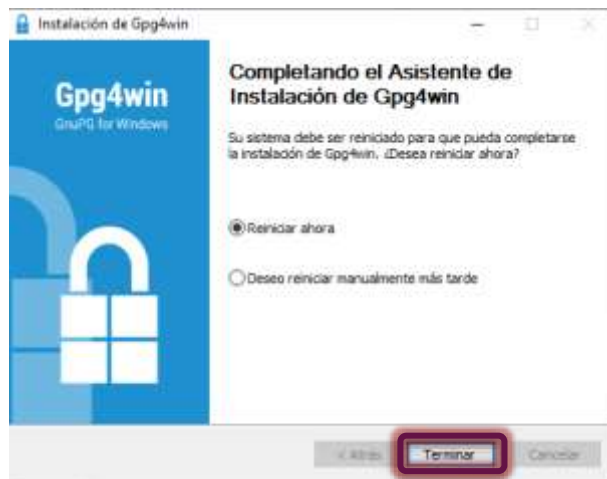 Instalación de Gpg4win
Gpg4win
GnuPG for Windows
Completando el Asistente de
Instalación de Gpg4win
Su sistema debe ser reiniciado para que pueda completarse
la instalación de Gpg4win. ¿Desea reiniciar ahora?
Reiniciar ahora
Deseo reiniciar manualmente más tarde
< Atrás
Terminar
Cancelar